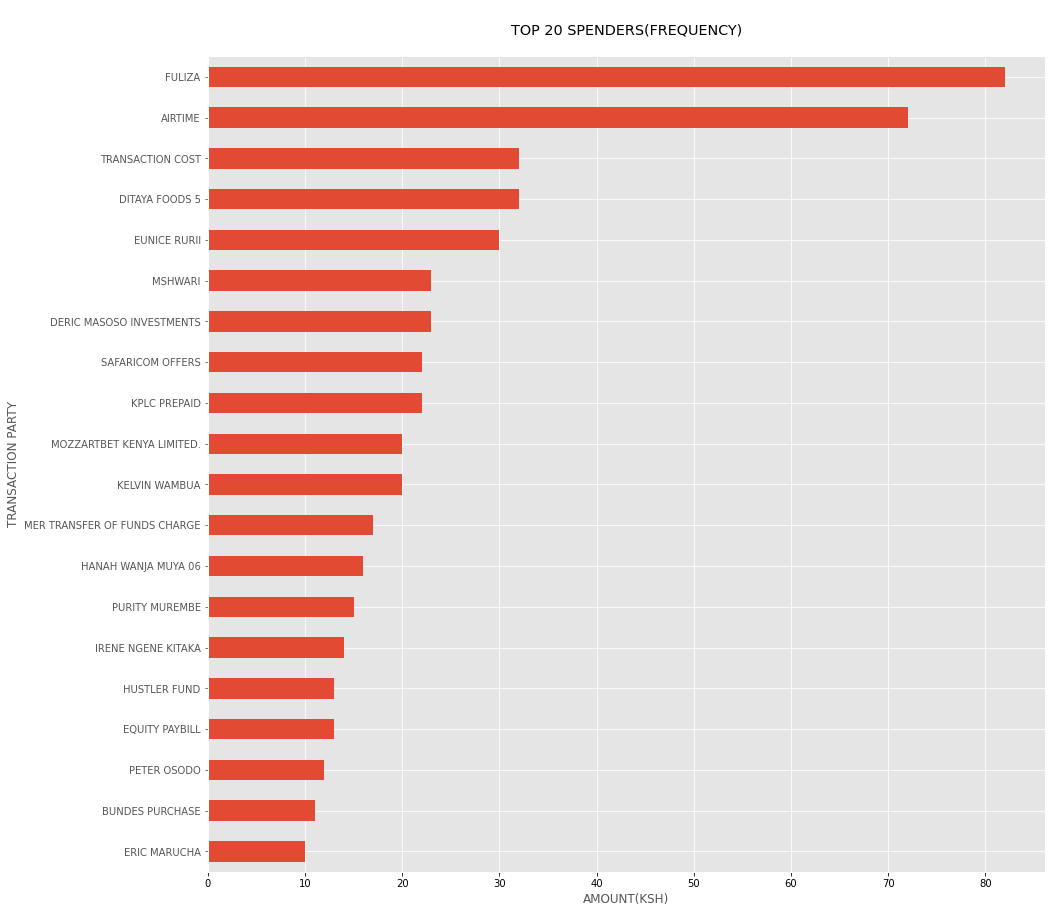 TOP 20 SPENDERS(FREQUENCY)
FULIZA
AIRTIME
TRANSACTION COST
DITAYA FOODS 5
EUNICE RURII
MSHWARI
DERIC MASOSO INVESTMENTS
SAFARICOM OFFERS
KPLC PREPAID
MOZZARTBET KENYA LIMITED.
KELVIN WAMBUA
MER TRANSFER OF FUNDS CHARGE
HANAH WANJA MUYA 06
PURITY MUREMBE
IRENE NGENE KITAKA
HUSTLER FUND
EQUITY PAYBILL
PETER OSODO
BUNDES PURCHASE
ERIC MARUCHA
TRANSACTION PARTY
0 10 20 30 40 50 60 70 80
AMOUNT(KSH)